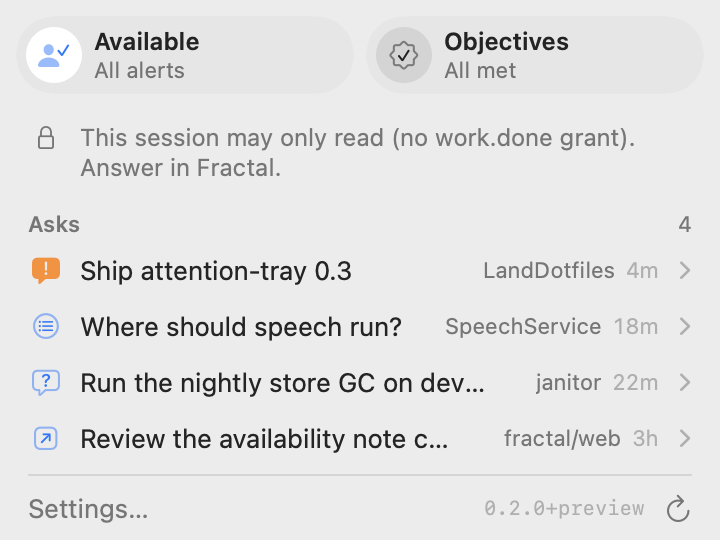 Available
All alerts
Objectives
All met
This session may only read (no work.done grant).
Answer in Fractal.
Asks 4
Ship attention-tray 0.3 LandDotfiles 4m
Where should speech run? SpeechService 18m
Run the nightly store GC on dev... janitor 22m
Review the availability note c... fractal/web 3h
Settings... 0.2.0+preview